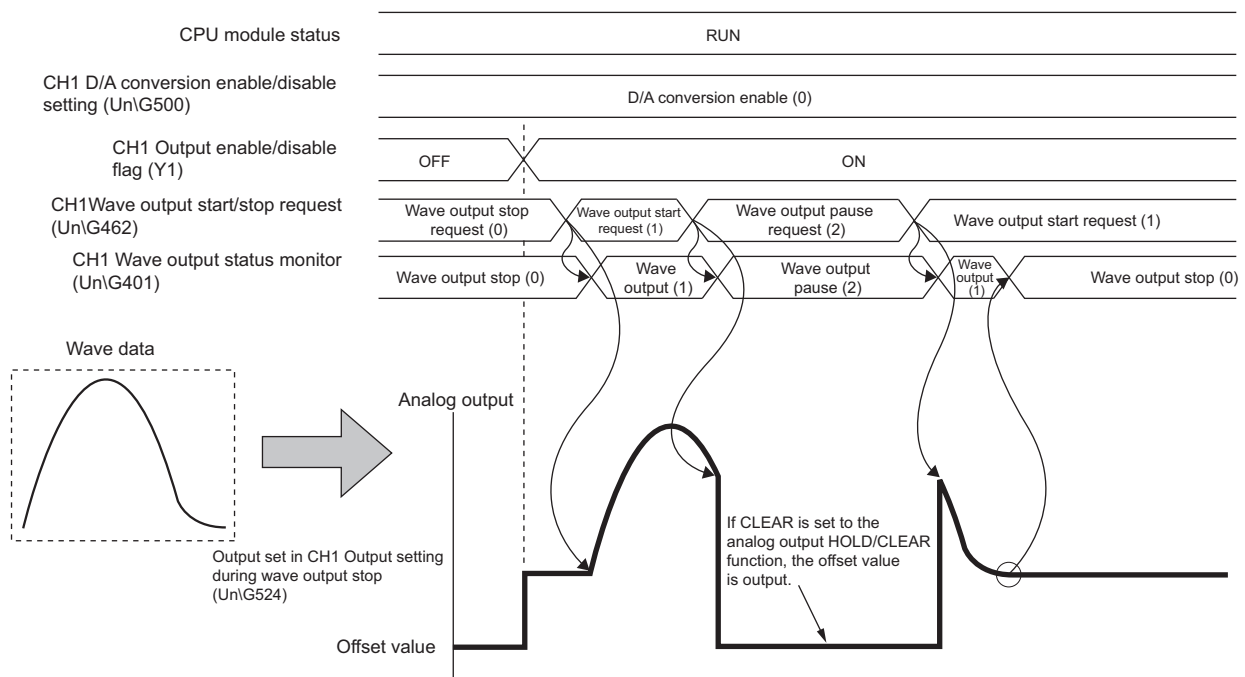 CPU module status
RUN
CH1 D/A conversion enable/disable
setting (Un\G500)
D/A conversion enable (0)
CH1 Output enable/disable
flag (Y1)
OFF
ON
CH1Wave output start/stop request
(Un\G462)
Wave output stop
request (0)
Wave output start
request (1)
Wave output pause
request (2)
Wave output start request (1)
CH1 Wave output status monitor
(Un\G401)
Wave output stop (0)
Wave
output (1)
Wave output
pause (2)
Wave
output
(1)
Wave output stop (0)
Wave data
Analog output
If CLEAR is set to the
analog output HOLD/CLEAR
function, the offset value
is output.
Output set in CH1 Output setting
during wave output stop
(Un\G524)
Offset value